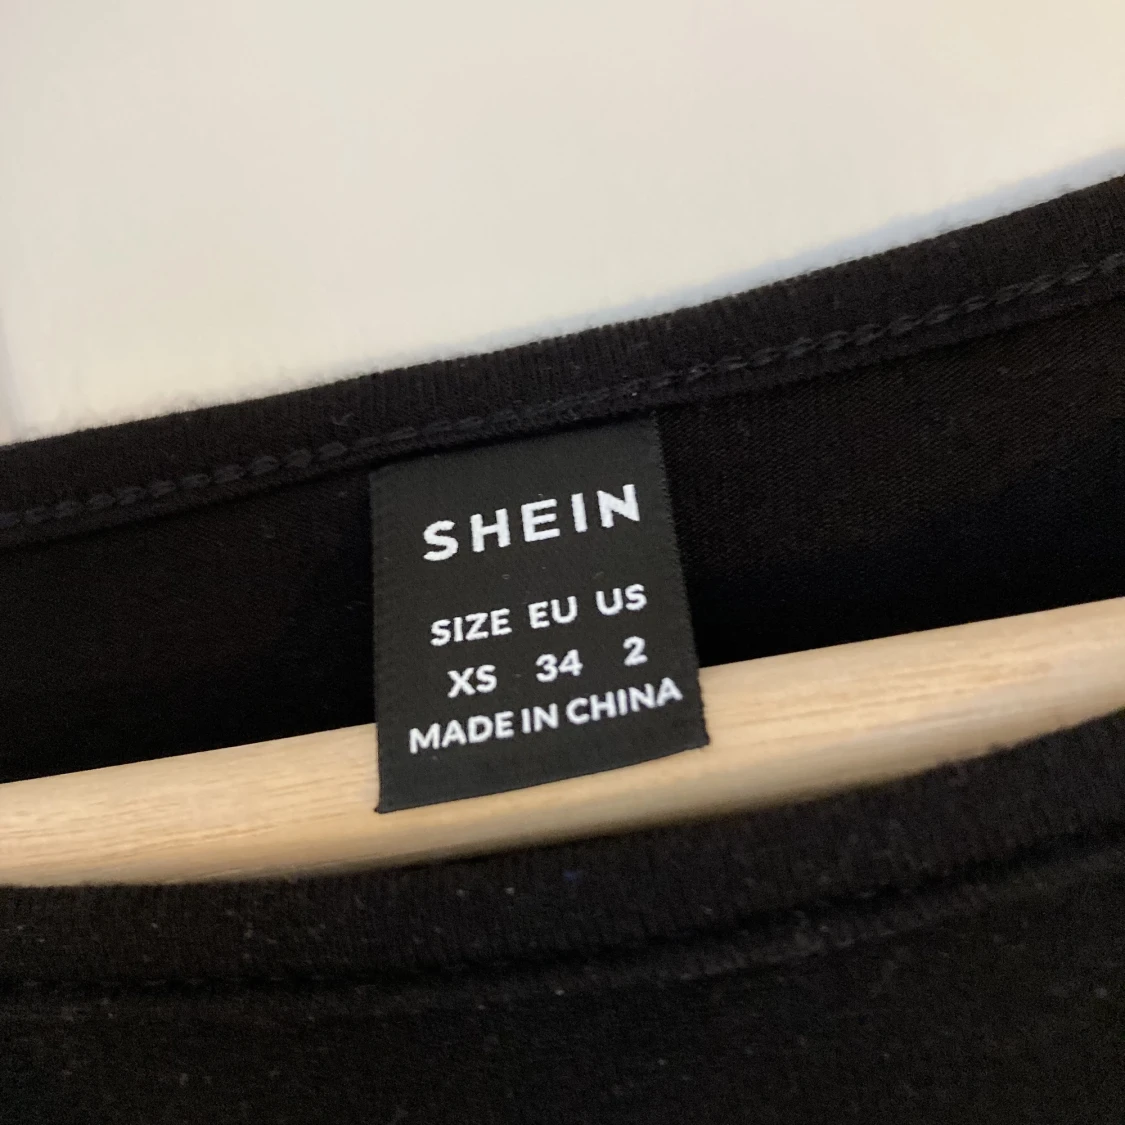 SHEIN
SIZE EU US
XS 34 2
MADE IN CHINA